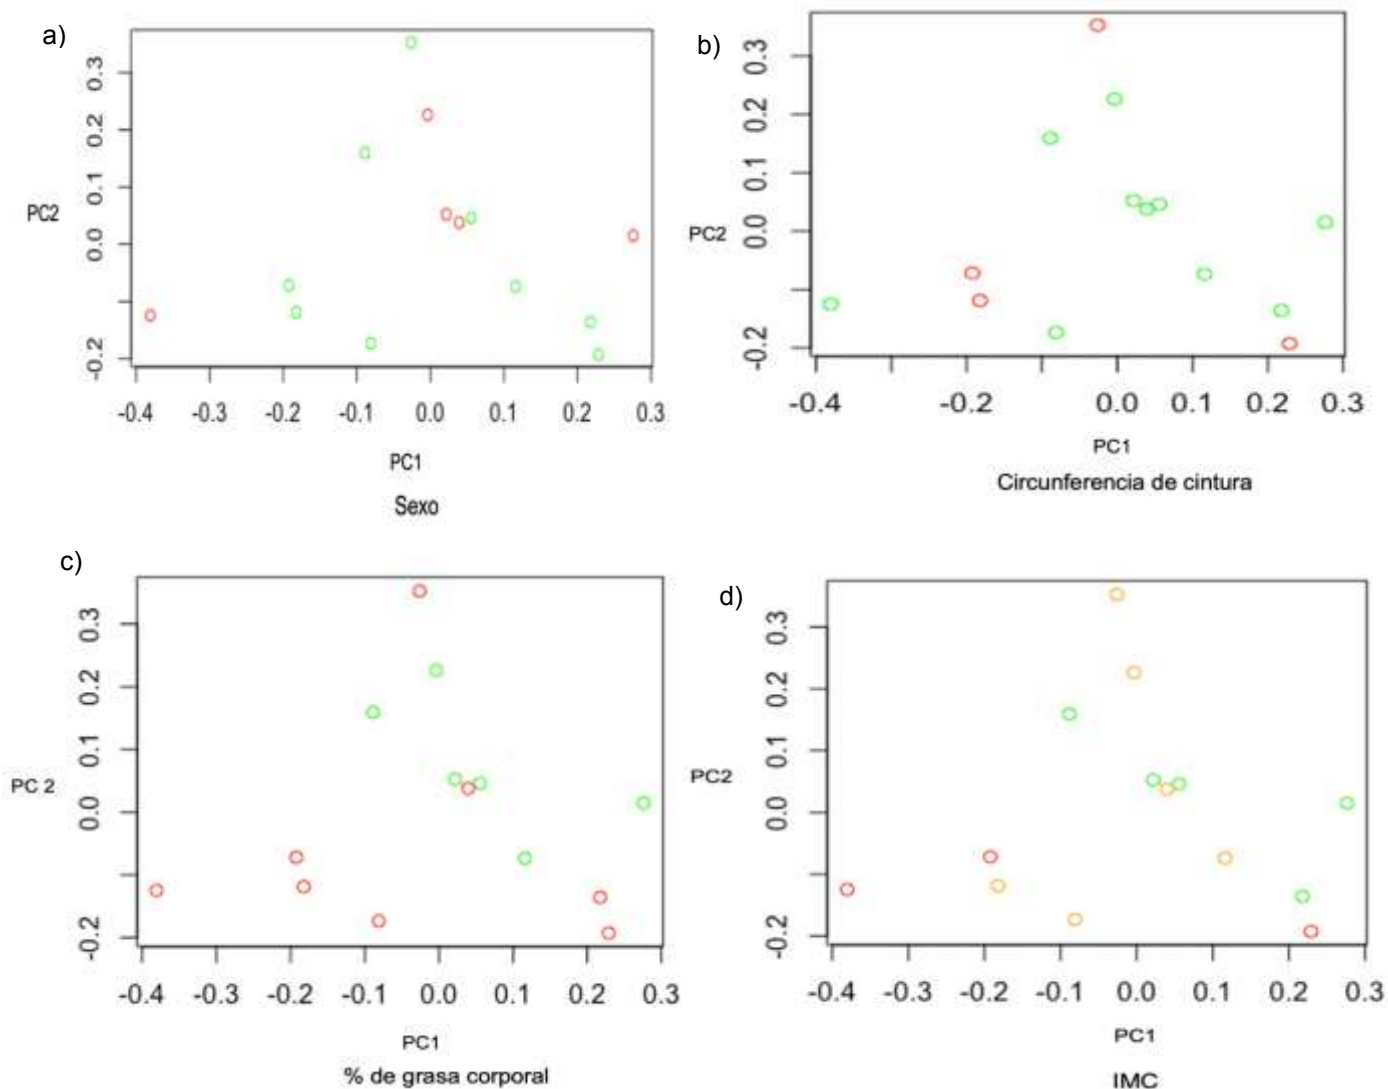 a)
0.3
0.2
0.1
0.0
-0.2
PC2
-0.4 -0.3 -0.2 -0.1 0.0 0.1 0.2 0.3
PC1
Sexo
b)
0.3
0.2
0.1
0.0
-0.2
PC2
-0.4 -0.2 0.0 0.1 0.2 0.3
PC1
Circunferencia de cintura
c)
0.3
0.2
0.1
0.0
-0.2
PC 2
-0.4 -0.3 -0.2 -0.1 0.0 0.1 0.2 0.3
PC1
% de grasa corporal
d)
0.3
0.2
0.1
0.0
-0.2
PC2
-0.4 -0.3 -0.2 -0.1 0.0 0.1 0.2 0.3
PC1
IMC